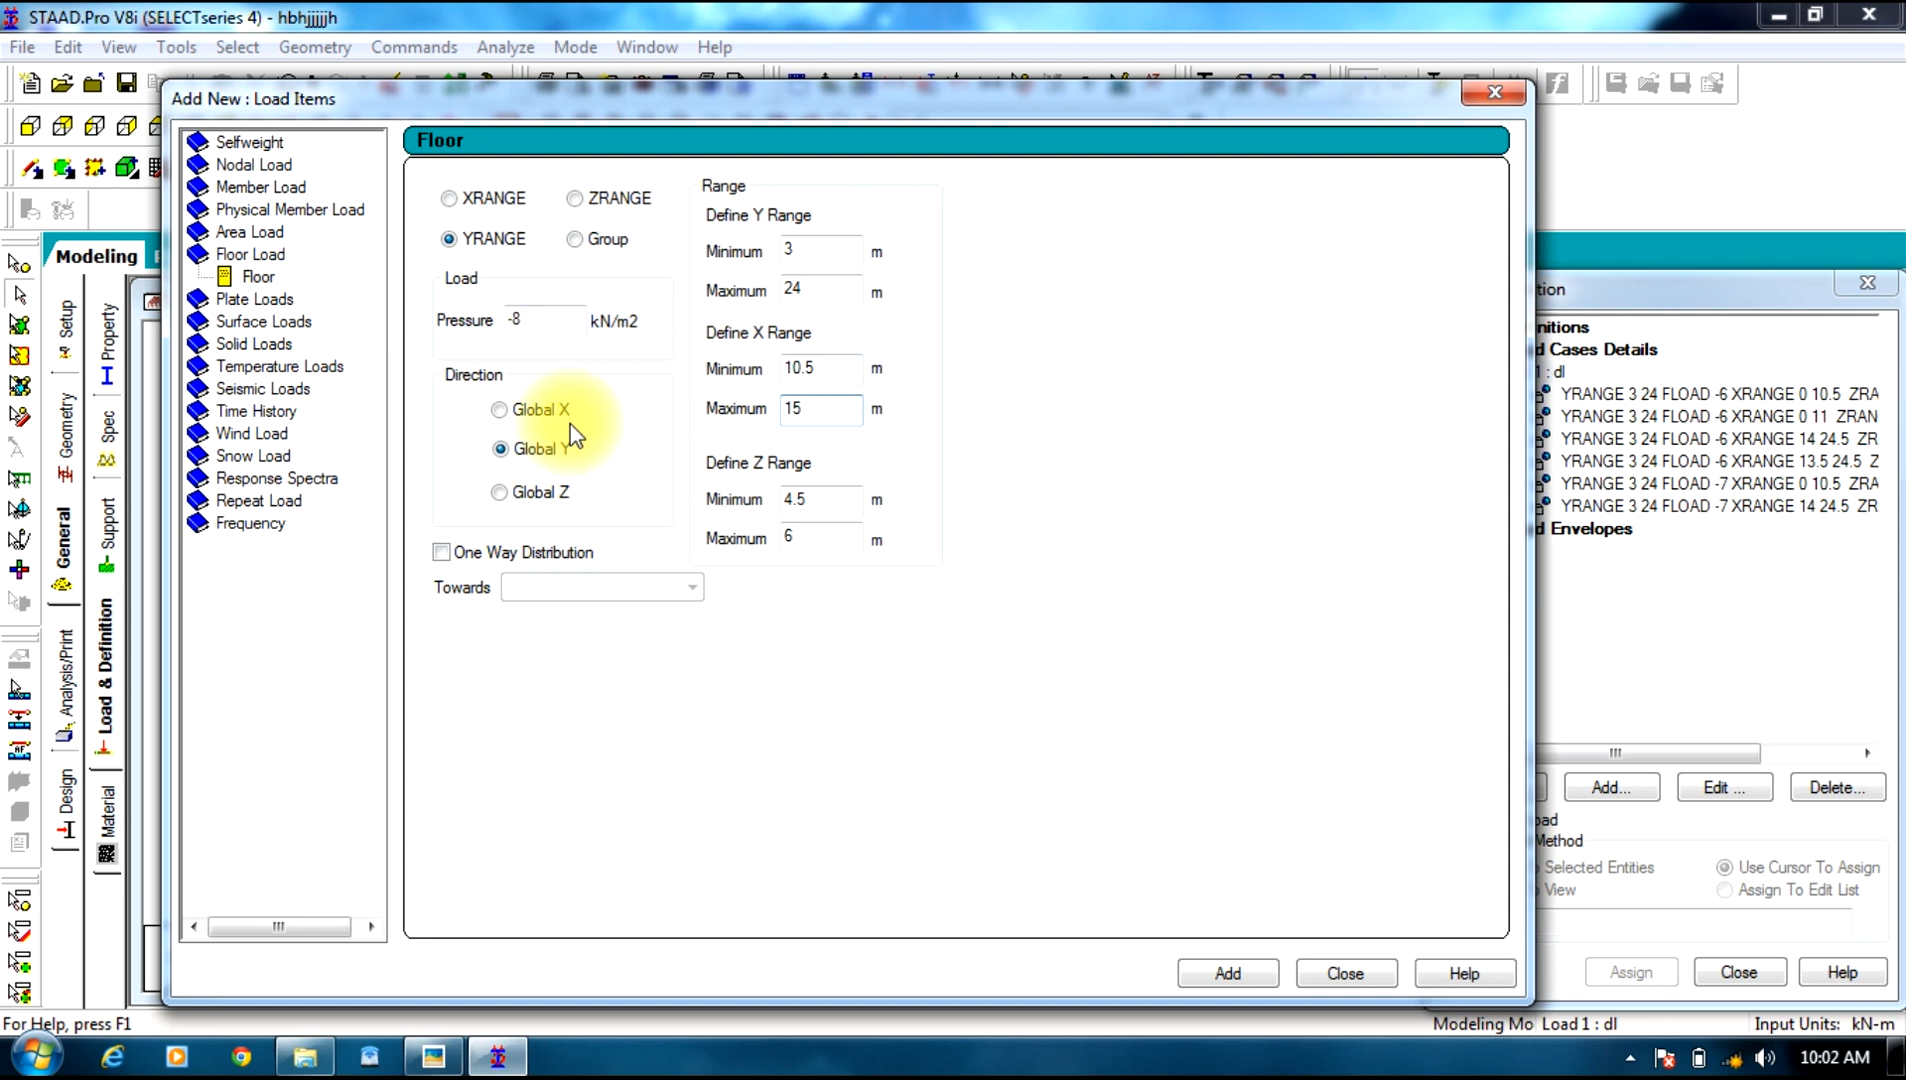 STAAD.Pro V8i (SELECTseries 4) - hbhjjjjjh
File Edit View Tools Select Geometry Commands Analyze Mode Window Help
Add New : Load Items
Selfweight
Nodal Load
Member Load
Physical Member Load
Area Load
Floor Load
Floor
Plate Loads
Surface Loads
Solid Loads
Temperature Loads
Seismic Loads
Time History
Wind Load
Snow Load
Response Spectra
Repeat Load
Frequency
Floor
XRANGE ZRANGE
YRANGE Group
Load
Pressure -8 kN/m2
Direction
Global X
Global Y
Global Z
One Way Distribution
Towards
Range
Define Y Range
Minimum 3 m
Maximum 24 m
Define X Range
Minimum 10.5 m
Maximum 15 m
Define Z Range
Minimum 4.5 m
Maximum 6 m
Add Close Help
Modeling
Setup
Geometry
General
Analysis/Print
Design
Property
Spec
Support
Load & Definition
Material
tion
nitions
d Cases Details
1 : dl
YRANGE 3 24 FLOAD -6 XRANGE 0 10.5 ZRA
YRANGE 3 24 FLOAD -6 XRANGE 0 11 ZRAN
YRANGE 3 24 FLOAD -6 XRANGE 14 24.5 ZR
YRANGE 3 24 FLOAD -6 XRANGE 13.5 24.5 Z
YRANGE 3 24 FLOAD -7 XRANGE 0 10.5 ZRA
YRANGE 3 24 FLOAD -7 XRANGE 14 24.5 ZR
d Envelopes
Add... Edit ... Delete...
oad
Method
Selected Entities Use Cursor To Assign
View Assign To Edit List
Assign Close Help
For Help, press F1
Modeling Mo Load 1 : dl Input Units: kN-m
10:02 AM